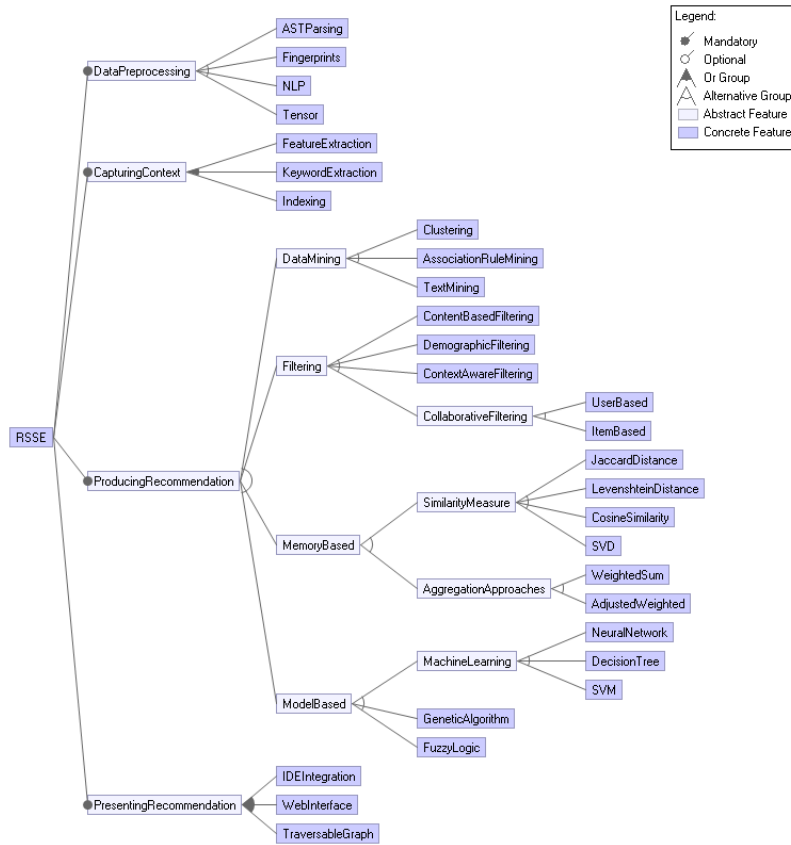 Legend:
Mandatory
Optional
Or Group
Alternative Group
Abstract Feature
Concrete Feature
RSSE
DataPreprocessing
ASTParsing
Fingerprints
NLP
Tensor
CapturingContext
FeatureExtraction
KeywordExtraction
Indexing
ProducingRecommendation
DataMining
Clustering
AssociationRuleMining
TextMining
Filtering
ContentBasedFiltering
DemographicFiltering
ContextAwareFiltering
CollaborativeFiltering
UserBased
ItemBased
MemoryBased
SimilarityMeasure
JaccardDistance
LevenshteinDistance
CosineSimilarity
SVD
AggregationApproaches
WeightedSum
AdjustedWeighted
ModelBased
MachineLearning
NeuralNetwork
DecisionTree
SVM
GeneticAlgorithm
FuzzyLogic
PresentingRecommendation
IDEIntegration
WebInterface
TraversableGraph